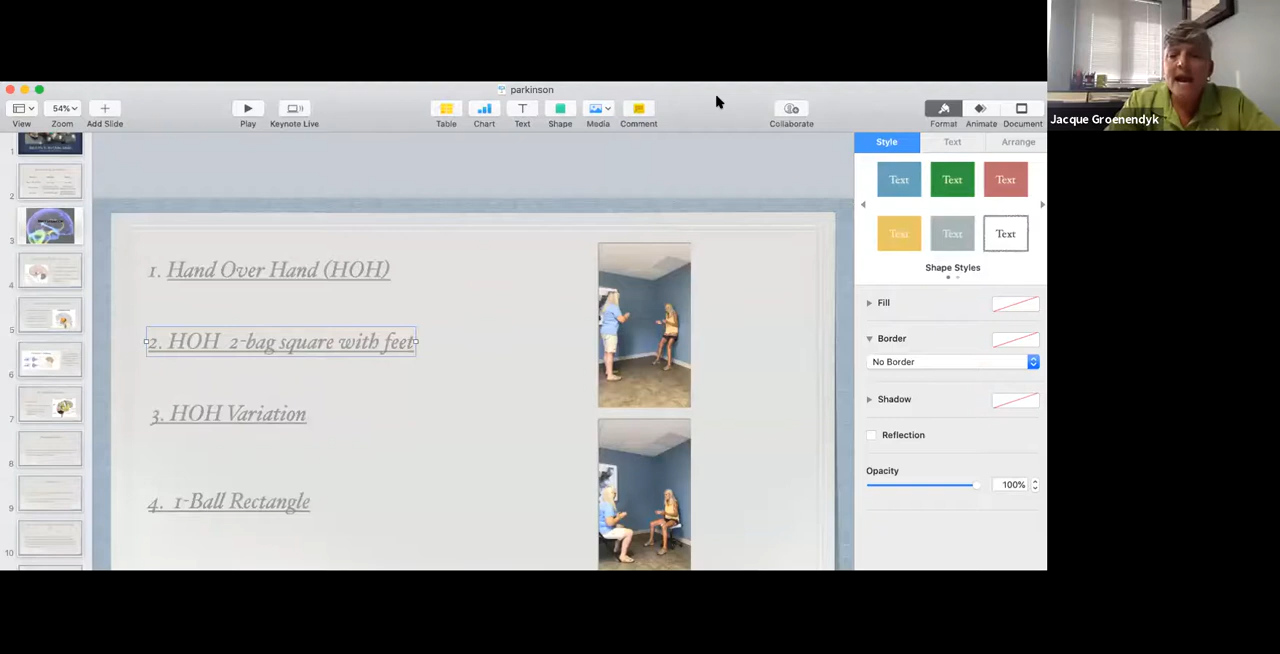 parkinson
54%
View
Zoom
Add Slide
Play
Keynote Live
Table
Chart
Text
Shape
Media
Comment
Collaborate
Format
Animate
Document
Jacque Groenendyk
Style
Text
Arrange
Text
Text
Text
Text
Text
Text
Shape Styles
Fill
Border
No Border
Shadow
Reflection
Opacity
100%
1
2
3
4
5
6
7
8
9
10
1. Hand Over Hand (HOH)
2. HOH 2-bag square with feet
3. HOH Variation
4. 1-Ball Rectangle